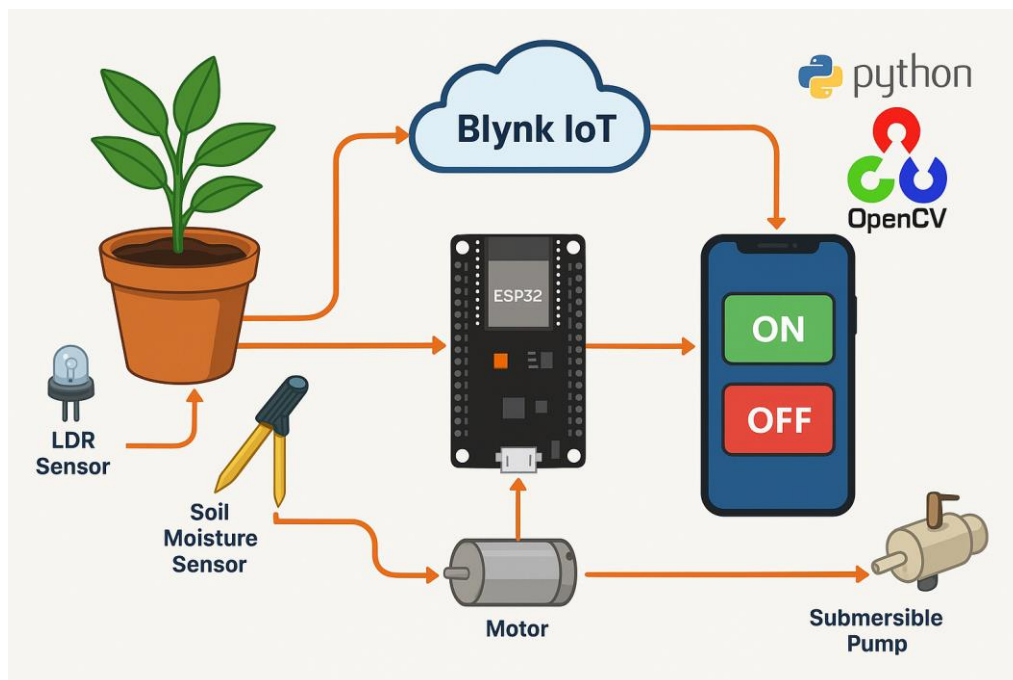 Blynk IoT
python
OpenCV
ESP32
ON
OFF
LDR
Sensor
Soil
Moisture
Sensor
Motor
Submersible
Pump